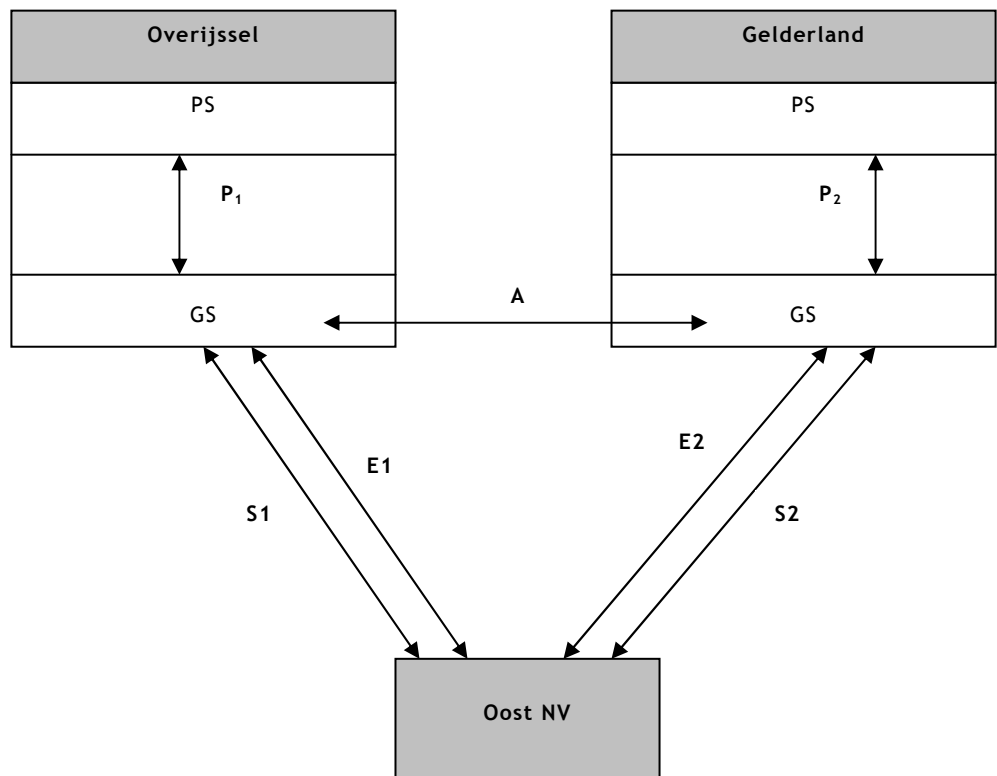 Overijssel
Gelderland
PS
PS
P₁
P₂
A
GS
GS
E2
E1
S1
S2
Oost NV